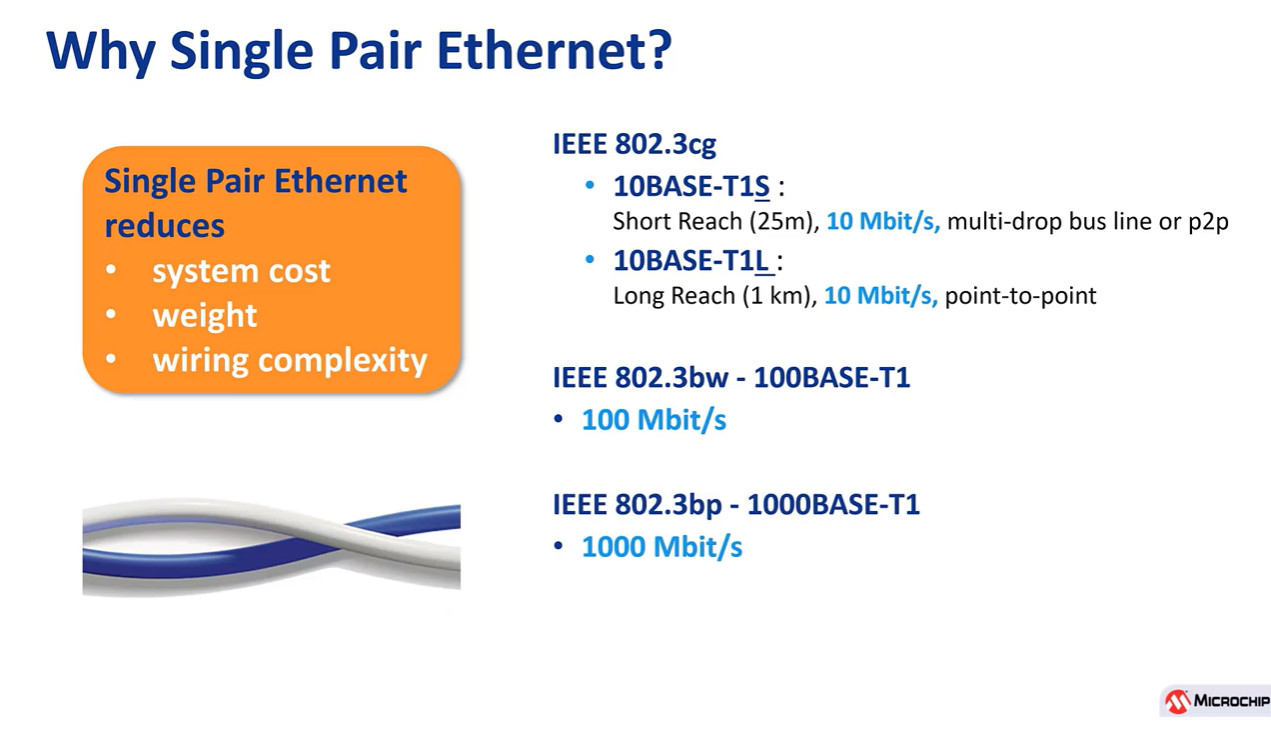 Why Single Pair Ethernet?
Single Pair Ethernet
reduces
• system cost
• weight
• wiring complexity
IEEE 802.3cg
• 10BASE-T1S :
Short Reach (25m), 10 Mbit/s, multi-drop bus line or p2p
• 10BASE-T1L :
Long Reach (1 km), 10 Mbit/s, point-to-point
IEEE 802.3bw - 100BASE-T1
• 100 Mbit/s
IEEE 802.3bp - 1000BASE-T1
• 1000 Mbit/s
MICROCHIP